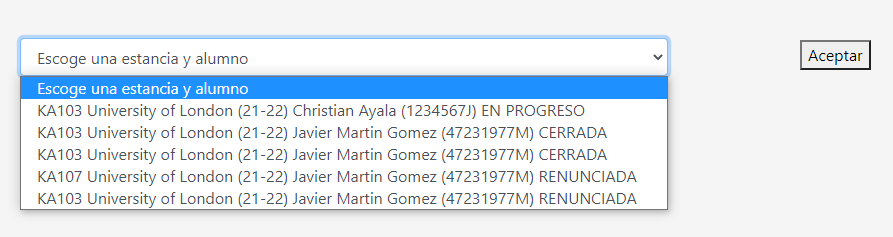 Escoge una estancia y alumno
Aceptar
Escoge una estancia y alumno
KA103 University of London (21-22) Christian Ayala (1234567J) EN PROGRESO
KA103 University of London (21-22) Javier Martin Gomez (47231977M) CERRADA
KA103 University of London (21-22) Javier Martin Gomez (47231977M) CERRADA
KA107 University of London (21-22) Javier Martin Gomez (47231977M) RENUNCIADA
KA103 University of London (21-22) Javier Martin Gomez (47231977M) RENUNCIADA